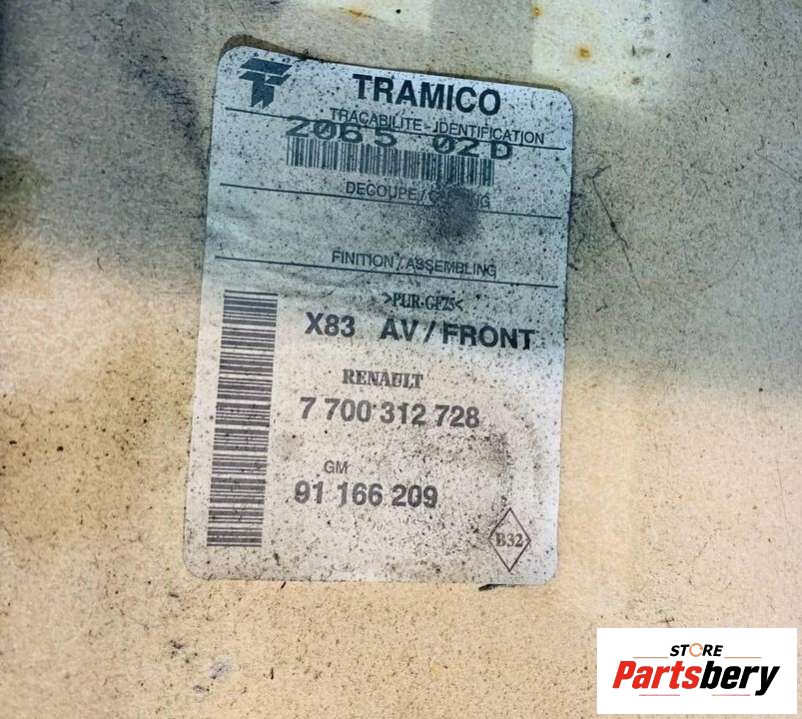 TRAMICO
TRACABILITE - IDENTIFICATION
2065 02D
DECOUPE /
FINITION / ASSEMBLING
>PUR-GF25<
X83 AV / FRONT
RENAULT
7 700 312 728
GM
91 166 209
B32
STORE
Partsbery